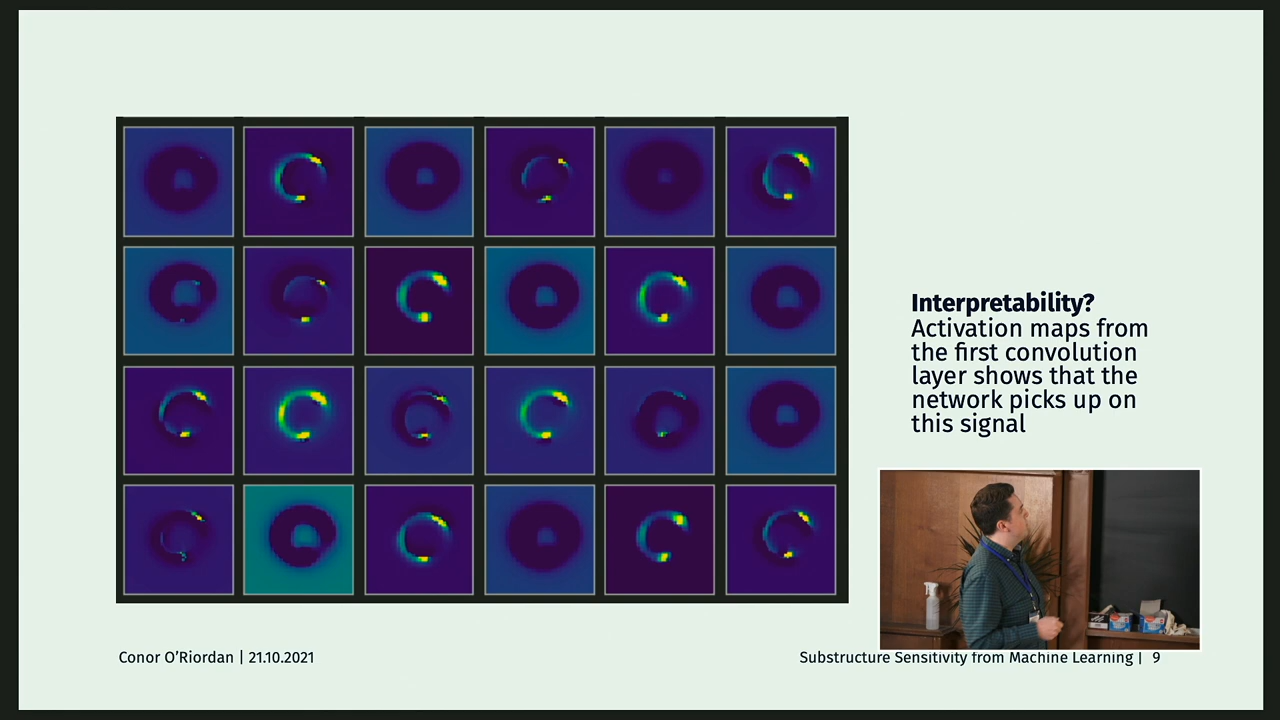 Interpretability?
Activation maps from
the first convolution
layer shows that the
network picks up on
this signal
Conor O'Riordan | 21.10.2021
Substructure Sensitivity from Machine Learning | 9